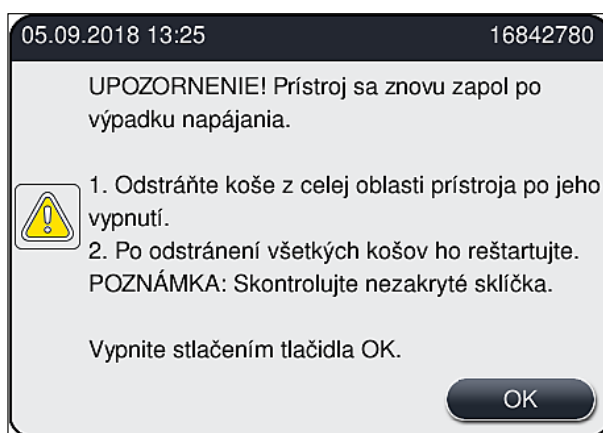 05.09.2018 13:25 16842780
UPOZORNENIE! Prístroj sa znovu zapol po
výpadku napájania.
1. Odstráňte koše z celej oblasti prístroja po jeho
vypnutí.
2. Po odstránení všetkých košov ho reštartujte.
POZNÁMKA: Skontrolujte nezakryté sklíčka.
Vypnite stlačením tlačidla OK.
OK